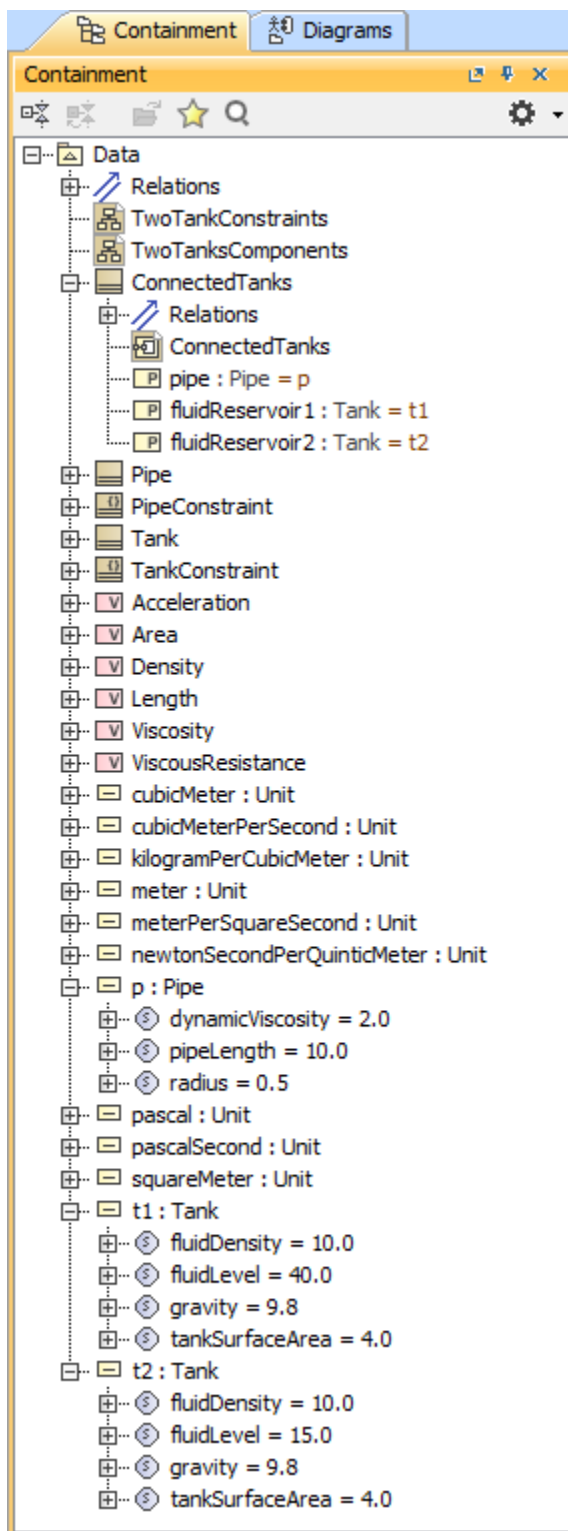 Containment Diagrams
Containment
Data
Relations
TwoTankConstraints
TwoTanksComponents
ConnectedTanks
Relations
ConnectedTanks
P pipe : Pipe = p
P fluidReservoir1 : Tank = t1
P fluidReservoir2 : Tank = t2
Pipe
{} PipeConstraint
Tank
{} TankConstraint
V Acceleration
V Area
V Density
V Length
V Viscosity
V ViscousResistance
cubicMeter : Unit
cubicMeterPerSecond : Unit
kilogramPerCubicMeter : Unit
meter : Unit
meterPerSquareSecond : Unit
newtonSecondPerQuinticMeter : Unit
p : Pipe
S dynamicViscosity = 2.0
S pipeLength = 10.0
S radius = 0.5
pascal : Unit
pascalSecond : Unit
squareMeter : Unit
t1 : Tank
S fluidDensity = 10.0
S fluidLevel = 40.0
S gravity = 9.8
S tankSurfaceArea = 4.0
t2 : Tank
S fluidDensity = 10.0
S fluidLevel = 15.0
S gravity = 9.8
S tankSurfaceArea = 4.0